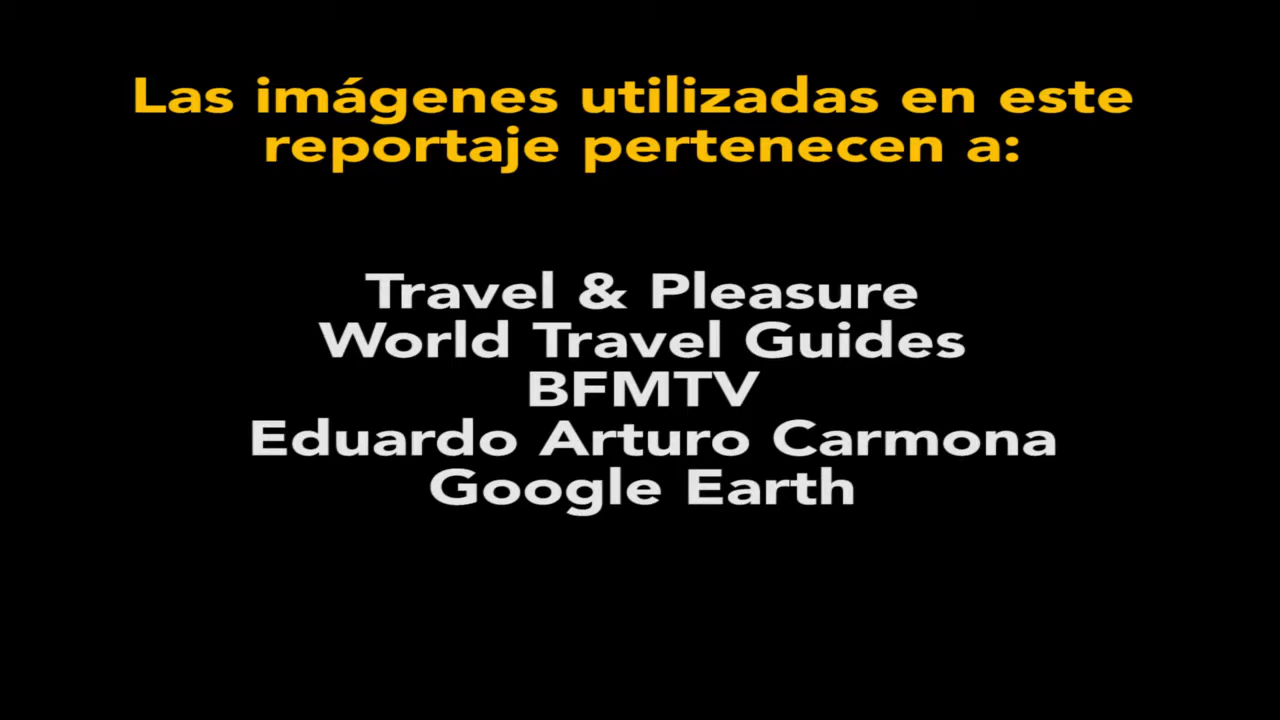 Las imágenes utilizadas en este
reportaje pertenecen a:
Travel & Pleasure
World Travel Guides
BFMTV
Eduardo Arturo Carmona
Google Earth